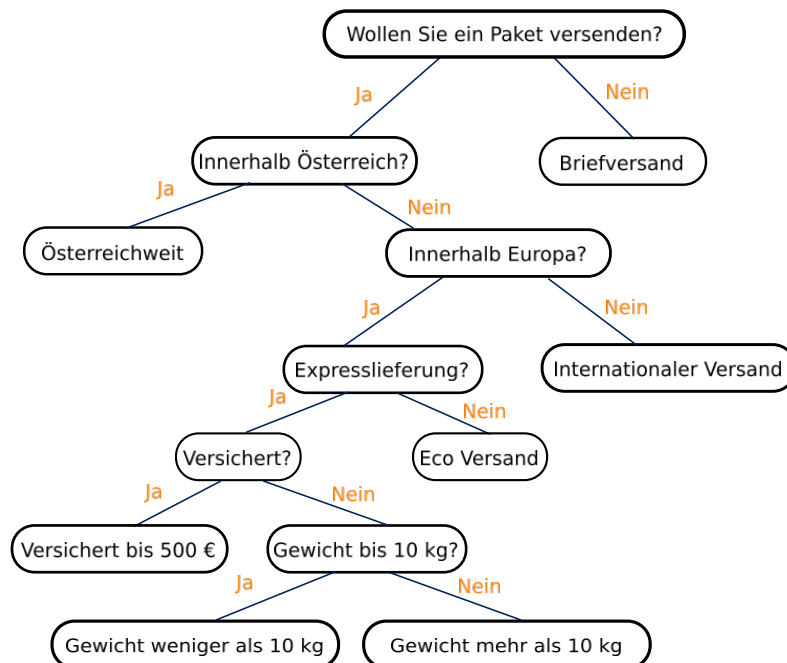 Wollen Sie ein Paket versenden?
Ja
Nein
Innerhalb Österreich?
Briefversand
Ja
Nein
Österreichweit
Innerhalb Europa?
Ja
Nein
Expresslieferung?
Internationaler Versand
Ja
Nein
Versichert?
Eco Versand
Ja
Nein
Versichert bis 500 €
Gewicht bis 10 kg?
Ja
Nein
Gewicht weniger als 10 kg
Gewicht mehr als 10 kg